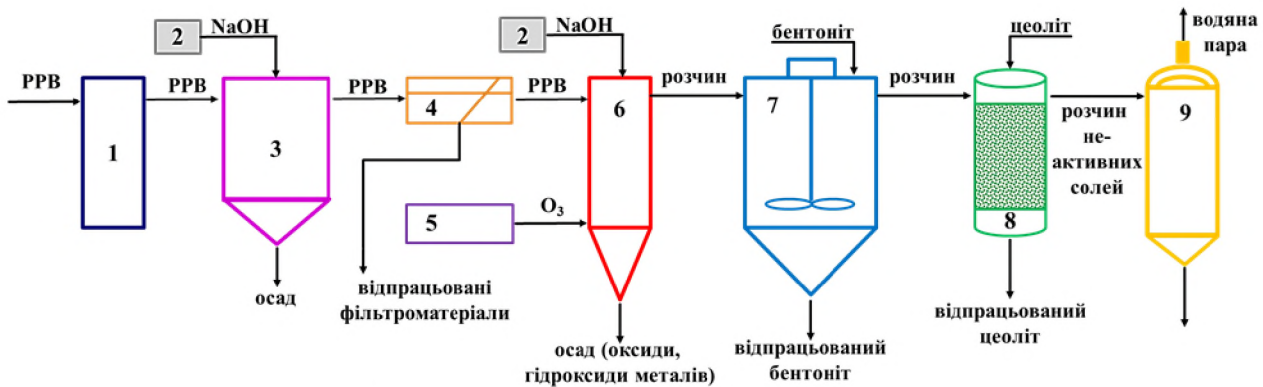 2
NaOH
2
NaOH
бентоніт
цеоліт
водяна
пара
РРВ
РРВ
РРВ
РРВ
розчин
розчин
розчин
не-
активних
солей
1
3
4
5
O₃
6
7
8
9
осад
відпрацьовані
фільтроматеріали
осад (оксиди,
гідроксиди металів)
відпрацьований
бентоніт
відпрацьований
цеоліт